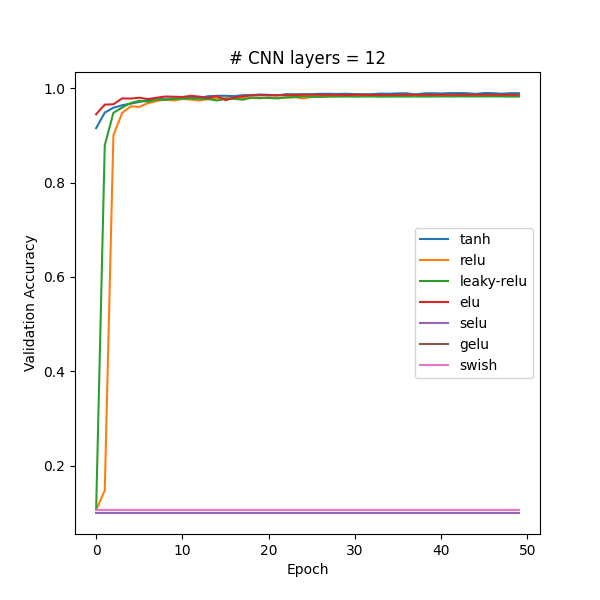 # CNN layers = 12
1.0
0.8
0.6
0.4
0.2
Validation Accuracy
tanh
relu
leaky-relu
elu
selu
gelu
swish
0 10 20 30 40 50
Epoch